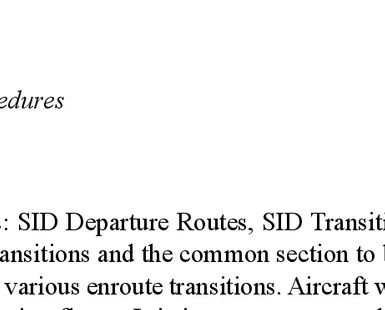 edures
: SID Departure Routes, SID Transiti
ansitions and the common section to
various enroute transitions. Aircraft